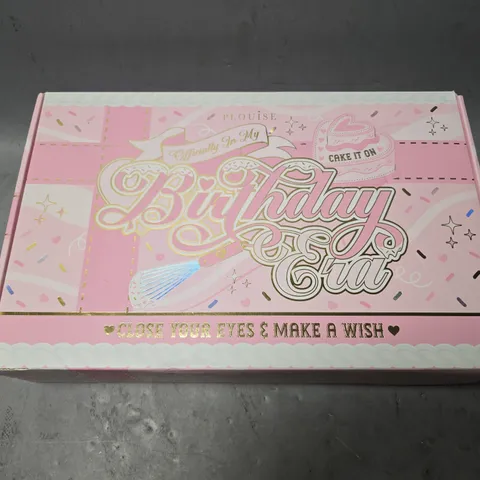 PLOUISE
Officially In My
CAKE IT ON
Birthday
Era
CLOSE YOUR EYES & MAKE A WISH